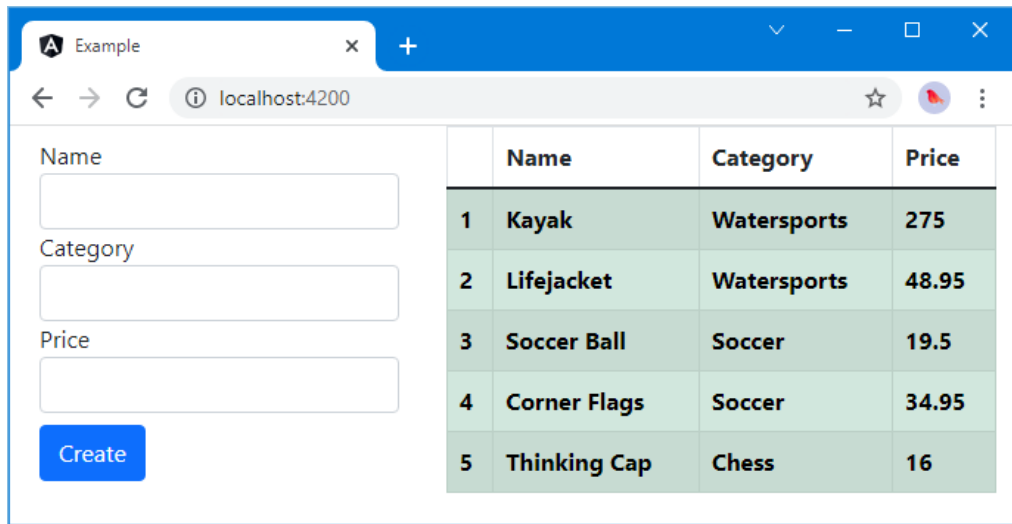 Example
localhost:4200
Name
Category
Price
Create
Name Category Price
1 Kayak Watersports 275
2 Lifejacket Watersports 48.95
3 Soccer Ball Soccer 19.5
4 Corner Flags Soccer 34.95
5 Thinking Cap Chess 16